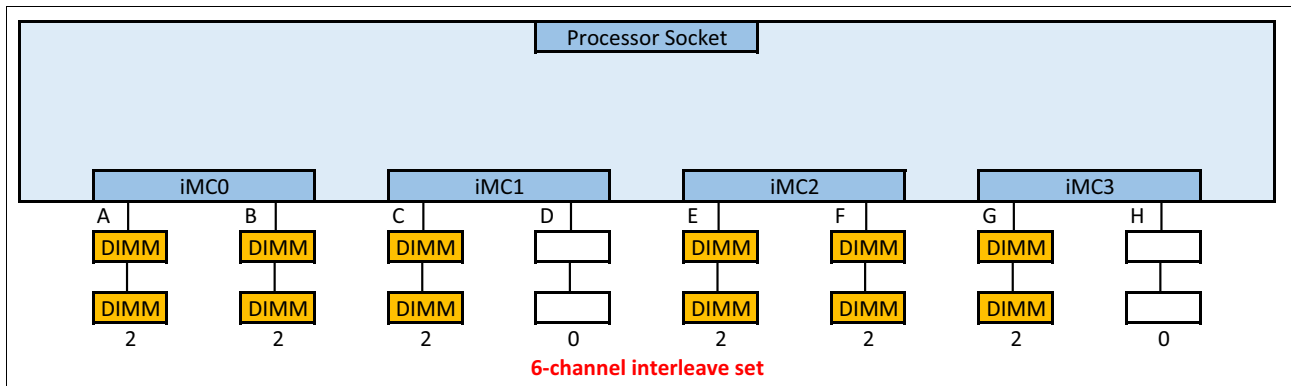 Processor Socket
iMC0 iMC1 iMC2 iMC3
A B C D E F G H
DIMM DIMM DIMM DIMM DIMM DIMM
DIMM DIMM DIMM DIMM DIMM DIMM
2 2 2 0 2 2 2 0
6-channel interleave set